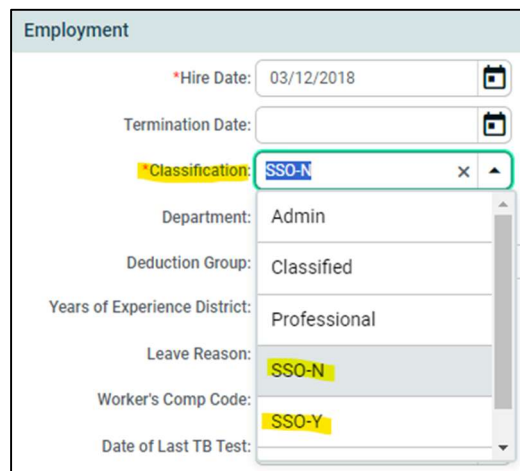 Employment
*Hire Date: 03/12/2018
Termination Date:
*Classification: SSO-N
Department:
Admin
Deduction Group:
Classified
Years of Experience District:
Professional
Leave Reason:
SSO-N
Worker's Comp Code:
SSO-Y
Date of Last TB Test: